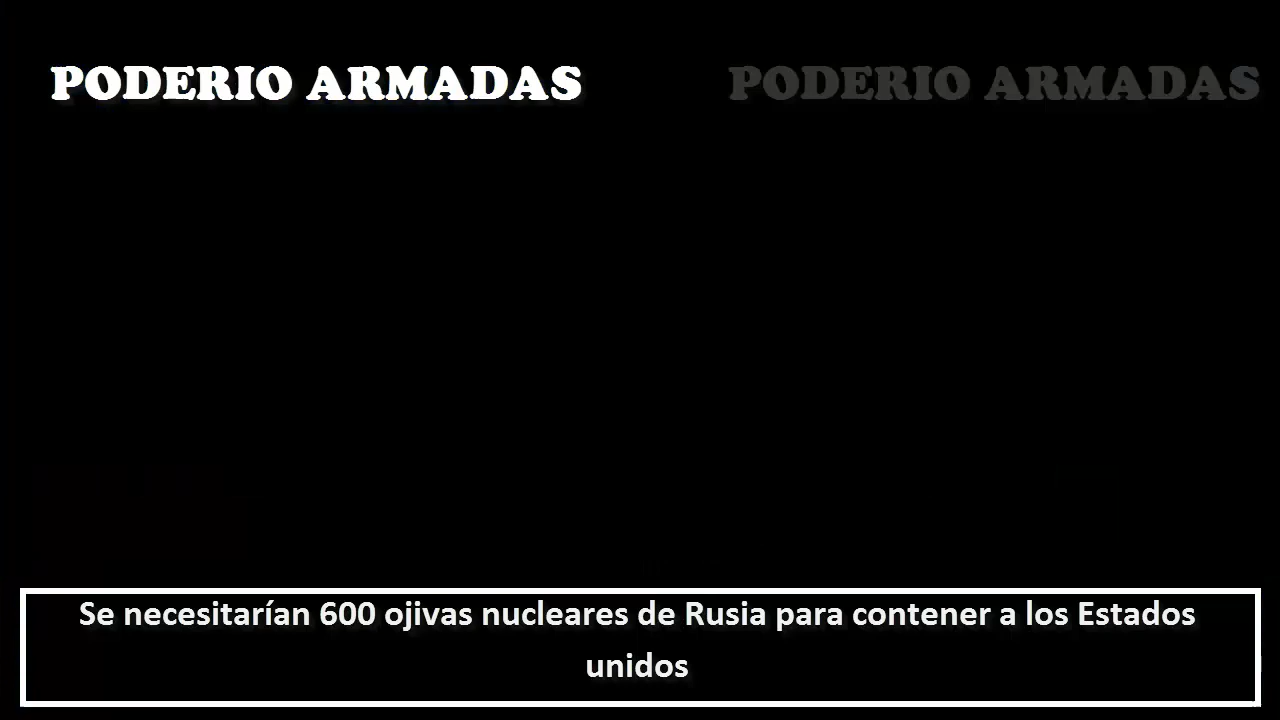 PODERIO ARMADAS
PODERIO ARMADAS
Se necesitarían 600 ojivas nucleares de Rusia para contener a los Estados
unidos